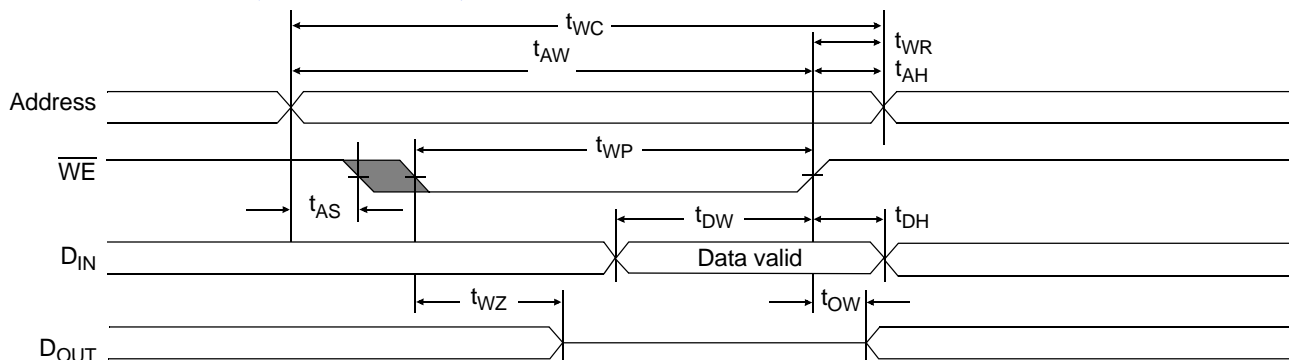 tWC
tWR
tAW
tAH
Address
WE
tWP
tAS
tDW
tDH
DIN
Data valid
tWZ
tOW
DOUT